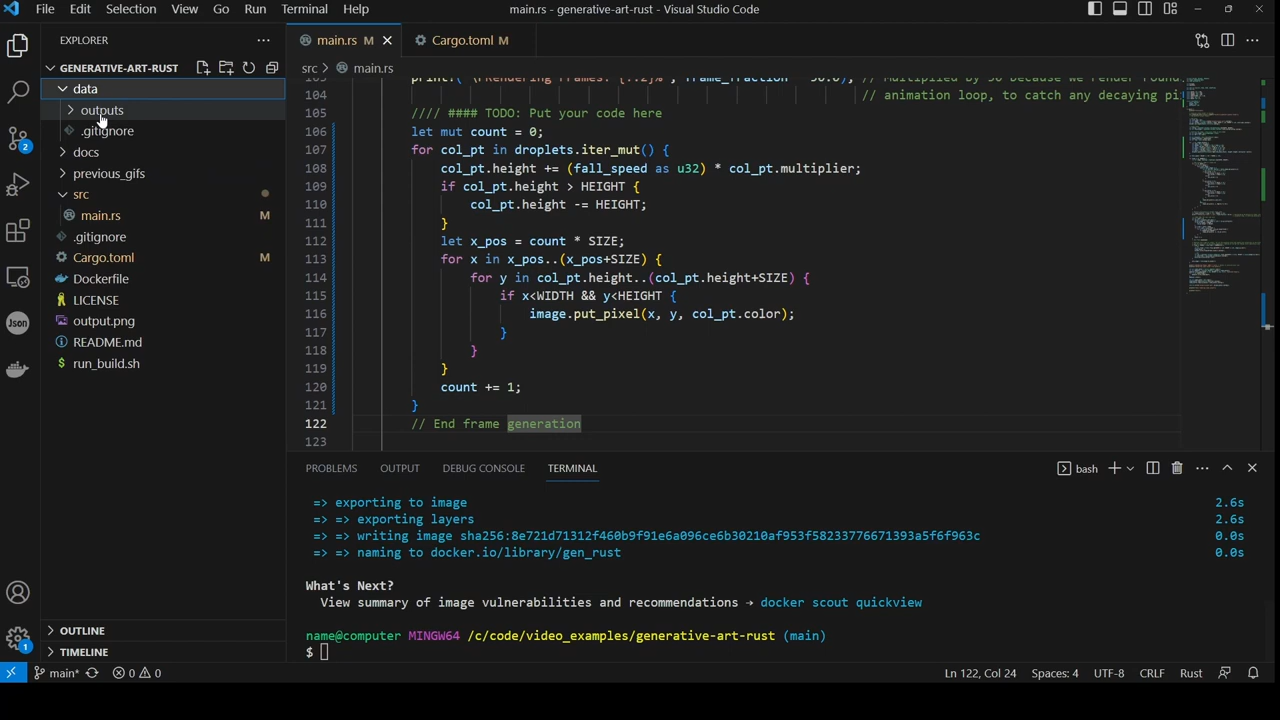 File Edit Selection View Go Run Terminal Help
main.rs - generative-art-rust - Visual Studio Code
EXPLORER
GENERATIVE-ART-RUST
data
outputs
.gitignore
docs
previous_gifs
src
main.rs M
.gitignore
Cargo.toml M
Dockerfile
LICENSE
output.png
README.md
run_build.sh
OUTLINE
TIMELINE
2
Json
1
main.rs M
Cargo.toml M
src > main.rs
104 // animation loop, to catch any decaying pi
105 //// #### TODO: Put your code here
106 let mut count = 0;
107 for col_pt in droplets.iter_mut() {
108 col_pt.height += (fall_speed as u32) * col_pt.multiplier;
109 if col_pt.height > HEIGHT {
110 col_pt.height -= HEIGHT;
111 }
112 let x_pos = count * SIZE;
113 for x in x_pos..(x_pos+SIZE) {
114 for y in col_pt.height..(col_pt.height+SIZE) {
115 if x<WIDTH && y<HEIGHT {
116 image.put_pixel(x, y, col_pt.color);
117 }
118 }
119 }
120 count += 1;
121 }
122 // End frame generation
123
PROBLEMS OUTPUT DEBUG CONSOLE TERMINAL
bash
=> exporting to image 2.6s
=> => exporting layers 2.6s
=> => writing image sha256:8e721d71312f460b9f91e6a096ce6b30210af953f58233776671393a5f6f963c 0.0s
=> => naming to docker.io/library/gen_rust 0.0s
What's Next?
View summary of image vulnerabilities and recommendations → docker scout quickview
name@computer MINGW64 /c/code/video_examples/generative-art-rust (main)
$
main* 0 0
Ln 122, Col 24 Spaces: 4 UTF-8 CRLF Rust